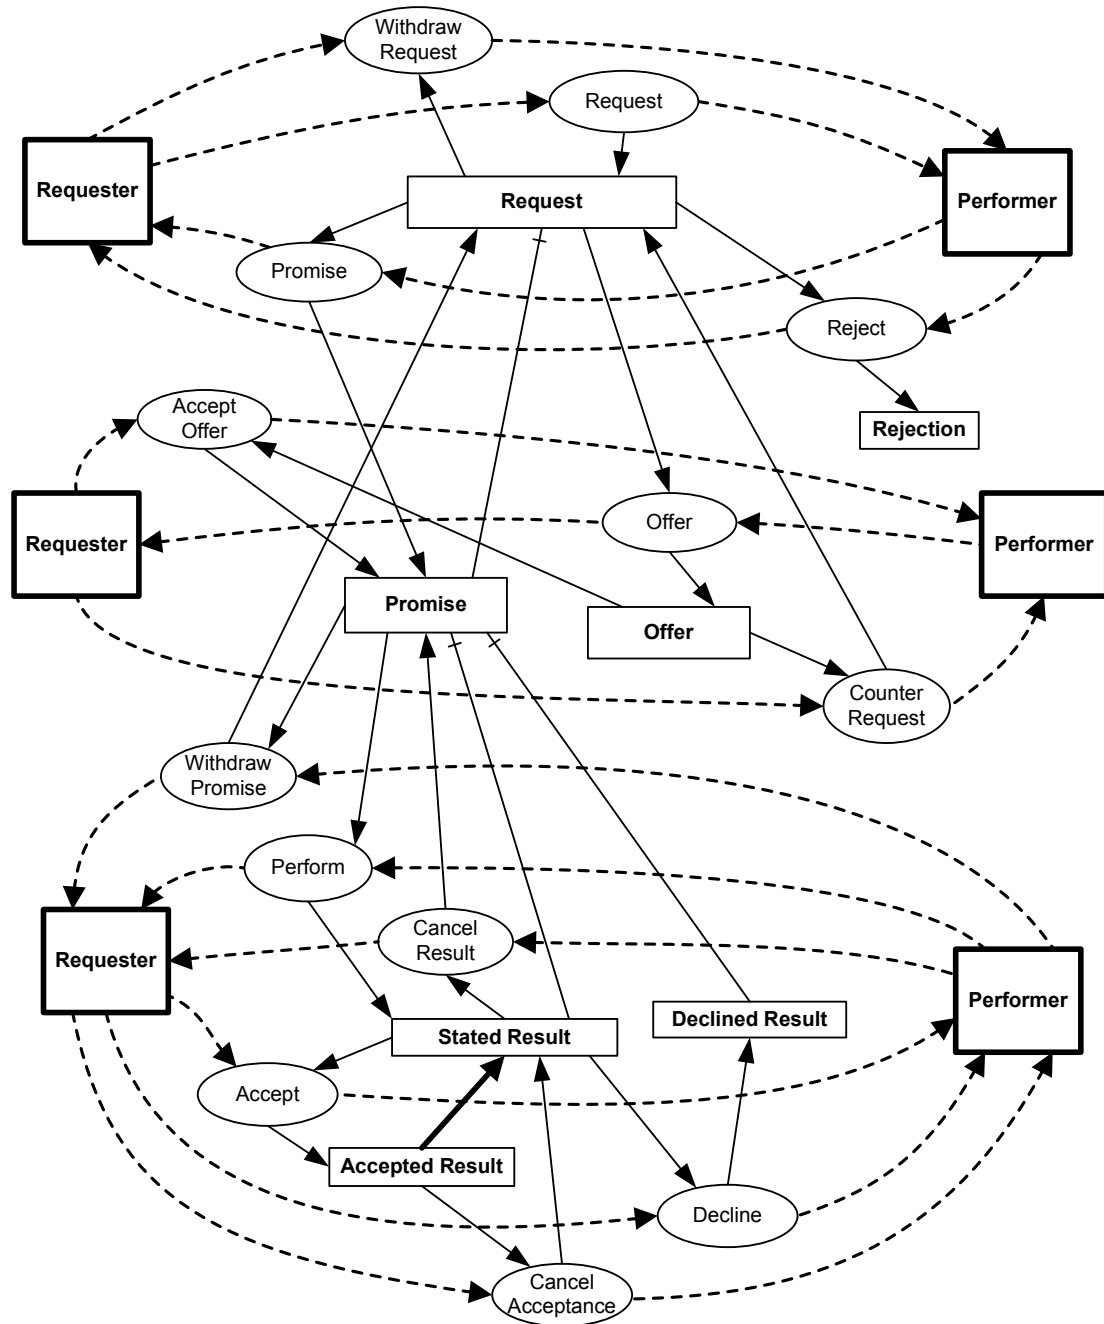 Withdraw
Request
Request
Requester
Request
Performer
Promise
Reject
Accept
Offer
Rejection
Requester
Offer
Performer
Promise
Offer
Counter
Request
Withdraw
Promise
Perform
Cancel
Result
Requester
Performer
Stated Result
Declined Result
Accept
Accepted Result
Decline
Cancel
Acceptance